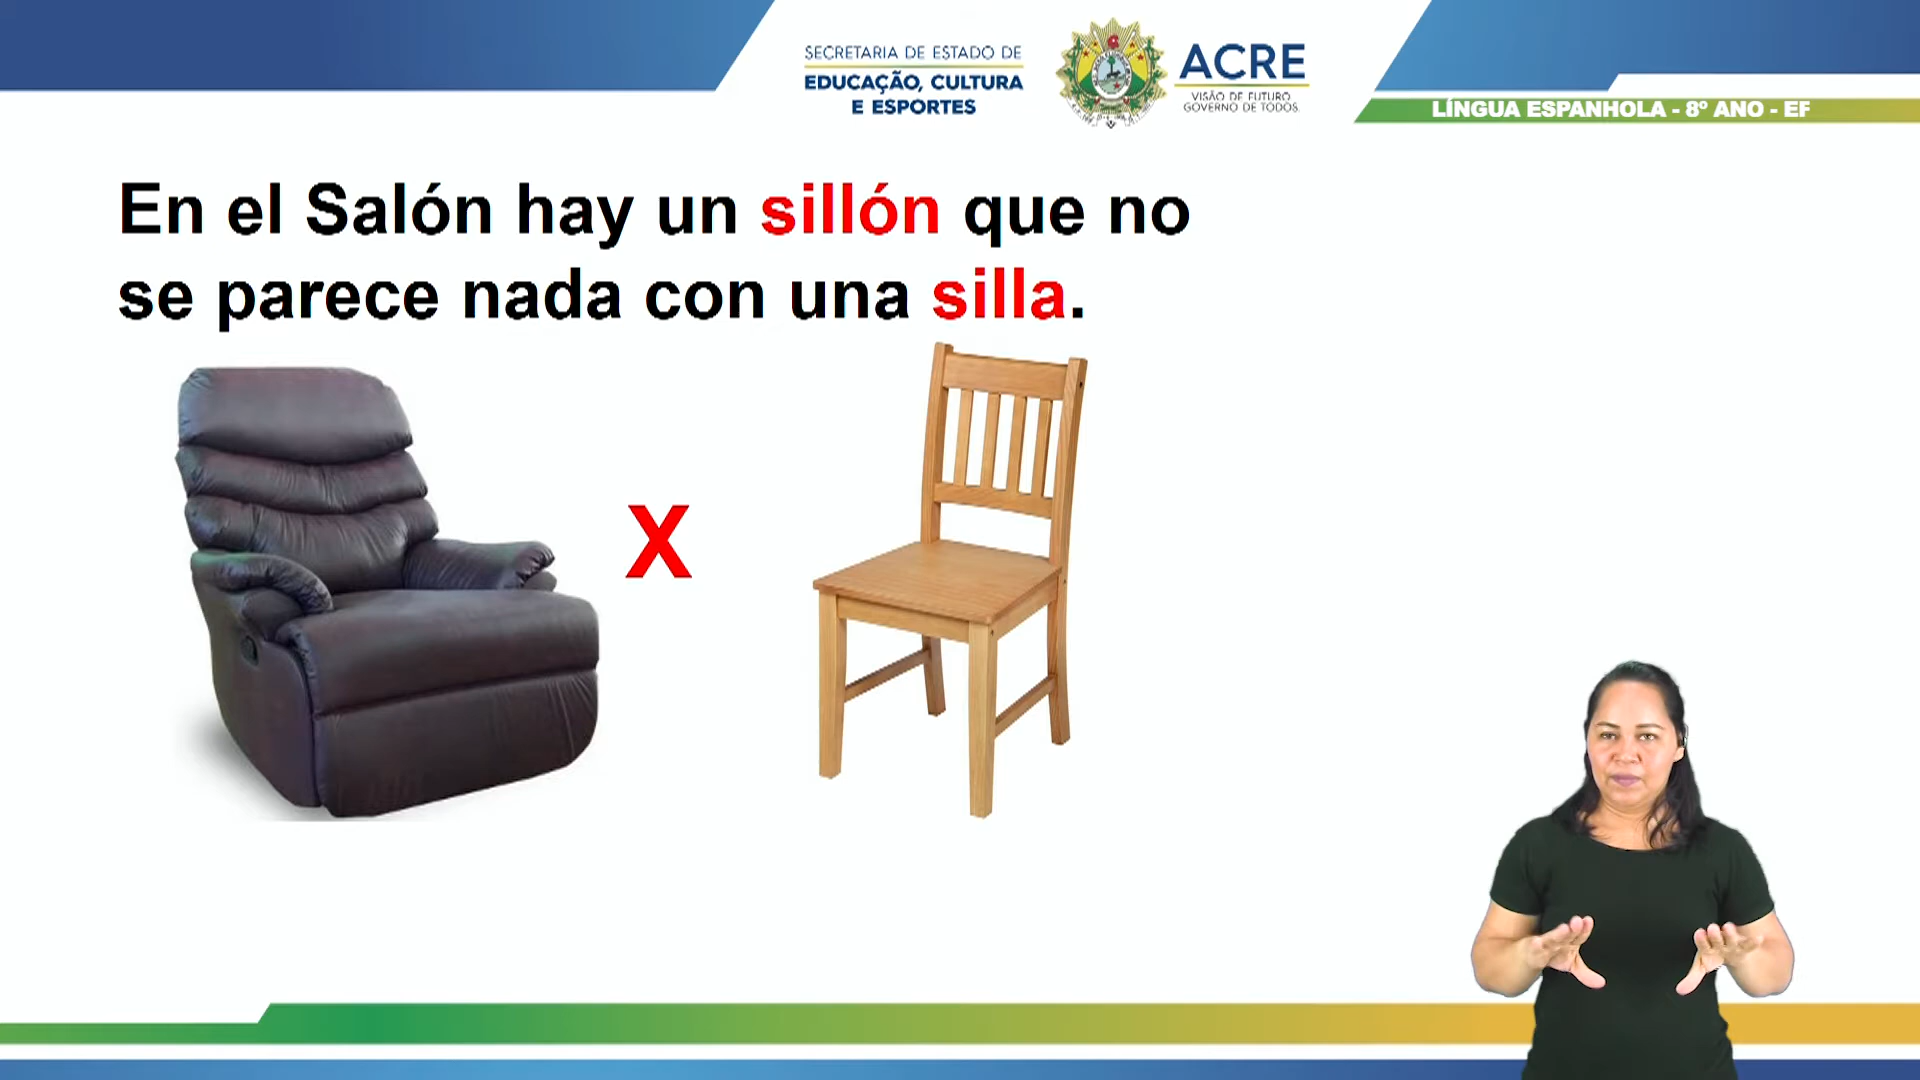 SECRETARIA DE ESTADO DE
EDUCAÇÃO, CULTURA
E ESPORTES
ACRE
VISÃO DE FUTURO
GOVERNO DE TODOS.
LÍNGUA ESPANHOLA - 8º ANO - EF
En el Salón hay un sillón que no
se parece nada con una silla.
X